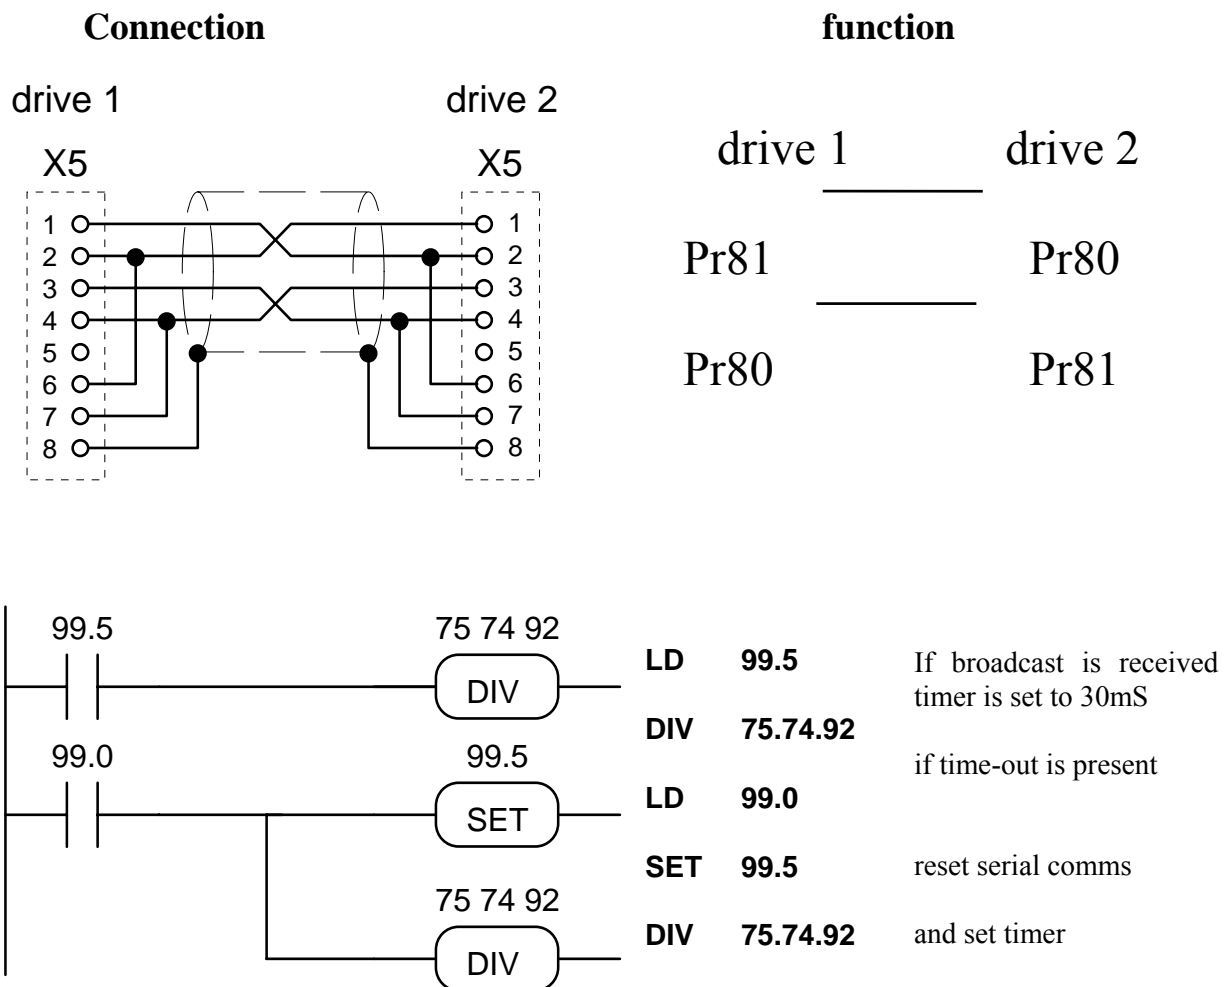 Connection function
drive 1 drive 2
X5 X5
1 1
2 2
3 3
4 4
5 5
6 6
7 7
8 8
drive 1 drive 2
Pr81 Pr80
Pr80 Pr81
99.5 75 74 92
DIV
99.0 99.5
SET
75 74 92
DIV
LD 99.5 If broadcast is received
timer is set to 30mS
DIV 75.74.92
if time-out is present
LD 99.0
SET 99.5 reset serial comms
DIV 75.74.92 and set timer